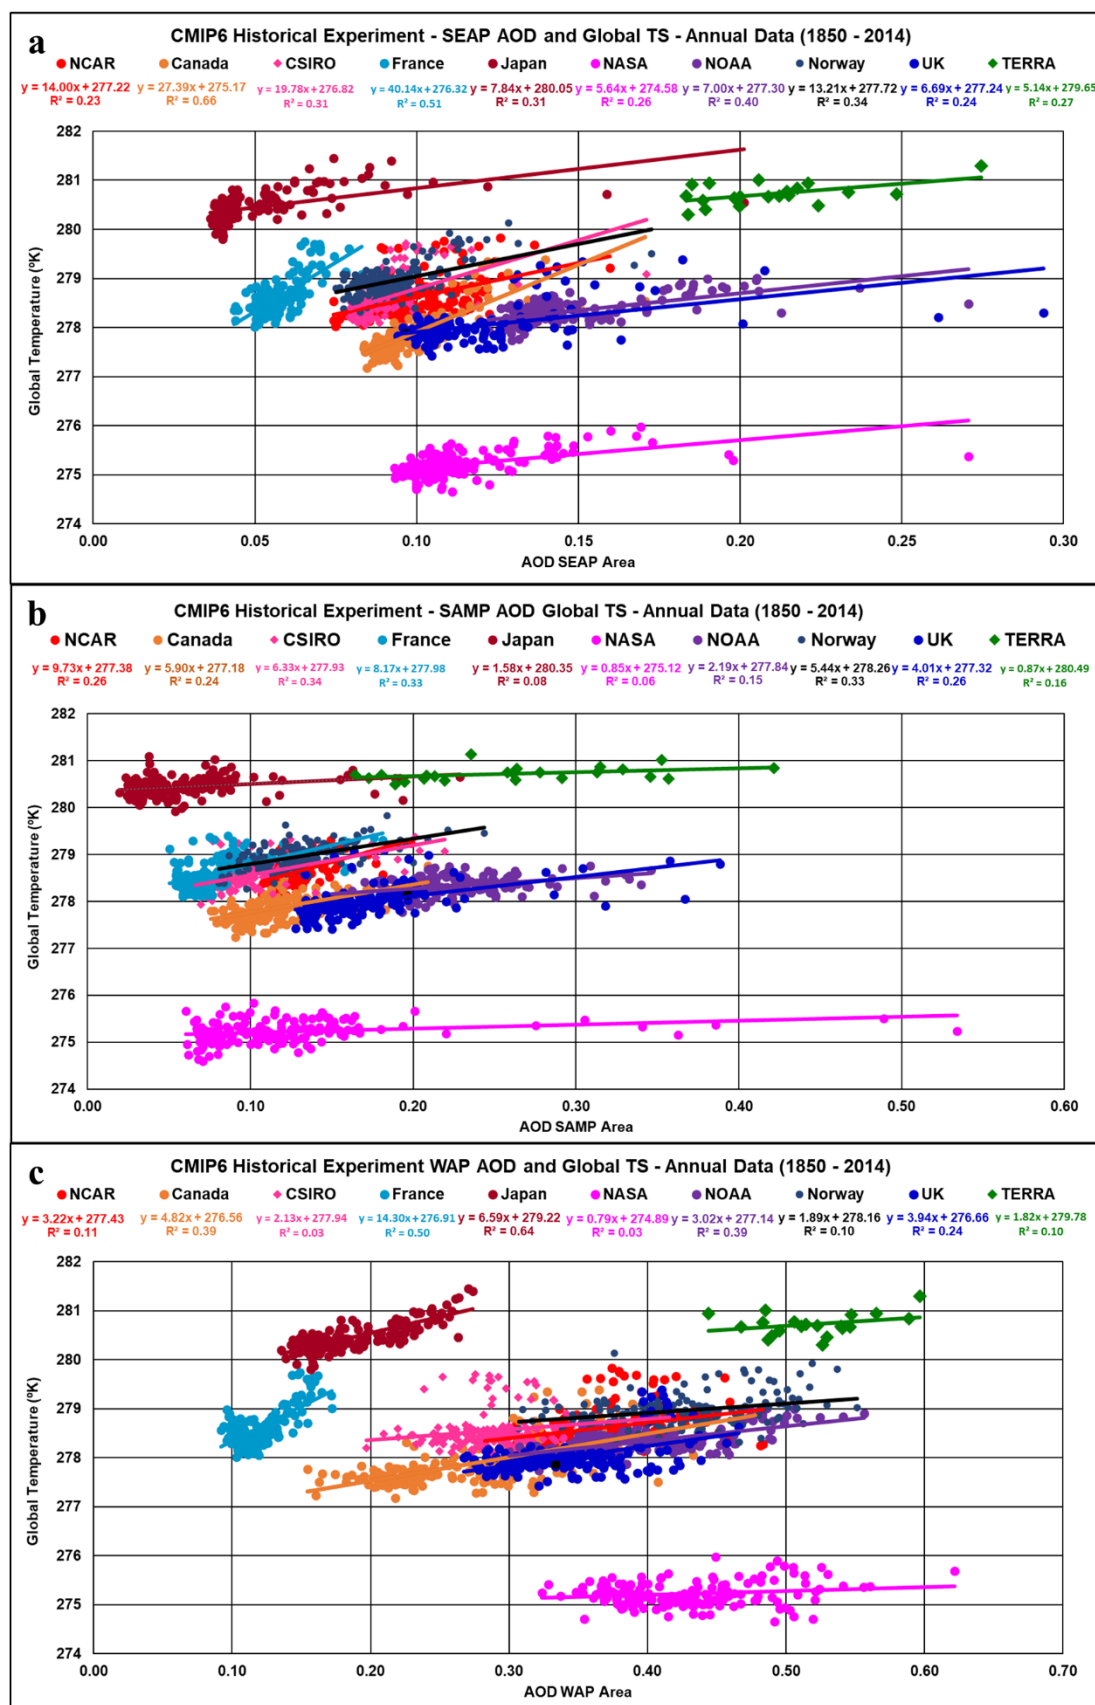 a
CMIP6 Historical Experiment - SEAP AOD and Global TS - Annual Data (1850 - 2014)
NCAR Canada CSIRO France Japan NASA NOAA Norway UK TERRA
y = 14.00x + 277.22 y = 27.39x + 275.17 y = 19.78x + 276.82 y = 40.14x + 276.32 y = 7.84x + 280.05 y = 5.64x + 274.58 y = 7.00x + 277.30 y = 13.21x + 277.72 y = 6.69x + 277.24 y = 5.14x + 279.65
R² = 0.23 R² = 0.66 R² = 0.31 R² = 0.51 R² = 0.31 R² = 0.26 R² = 0.40 R² = 0.34 R² = 0.24 R² = 0.27
282
281
280
279
278
277
276
275
274
Global Temperature (ºK)
0.00 0.05 0.10 0.15 0.20 0.25 0.30
AOD SEAP Area
b
CMIP6 Historical Experiment - SAMP AOD Global TS - Annual Data (1850 - 2014)
NCAR Canada CSIRO France Japan NASA NOAA Norway UK TERRA
y = 9.73x + 277.38 y = 5.90x + 277.18 y = 6.33x + 277.93 y = 8.17x + 277.98 y = 1.58x + 280.35 y = 0.85x + 275.12 y = 2.19x + 277.84 y = 5.44x + 278.26 y = 4.01x + 277.32 y = 0.87x + 280.49
R² = 0.26 R² = 0.24 R² = 0.34 R² = 0.33 R² = 0.08 R² = 0.06 R² = 0.15 R² = 0.33 R² = 0.26 R² = 0.16
282
281
280
279
278
277
276
275
274
Global Temperature (ºK)
0.00 0.10 0.20 0.30 0.40 0.50 0.60
AOD SAMP Area
c
CMIP6 Historical Experiment WAP AOD and Global TS - Annual Data (1850 - 2014)
NCAR Canada CSIRO France Japan NASA NOAA Norway UK TERRA
y = 3.22x + 277.43 y = 4.82x + 276.56 y = 2.13x + 277.94 y = 14.30x + 276.91 y = 6.59x + 279.22 y = 0.79x + 274.89 y = 3.02x + 277.14 y = 1.89x + 278.16 y = 3.94x + 276.66 y = 1.82x + 279.78
R² = 0.11 R² = 0.39 R² = 0.03 R² = 0.50 R² = 0.64 R² = 0.03 R² = 0.39 R² = 0.10 R² = 0.24 R² = 0.10
282
281
280
279
278
277
276
275
274
Global Temperature (ºK)
0.00 0.10 0.20 0.30 0.40 0.50 0.60 0.70
AOD WAP Area